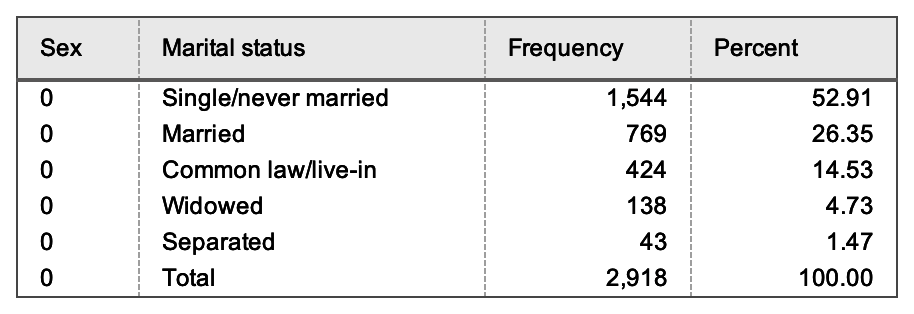 Sex Marital status Frequency Percent
0 Single/never married 1,544 52.91
0 Married 769 26.35
0 Common law/live-in 424 14.53
0 Widowed 138 4.73
0 Separated 43 1.47
0 Total 2,918 100.00